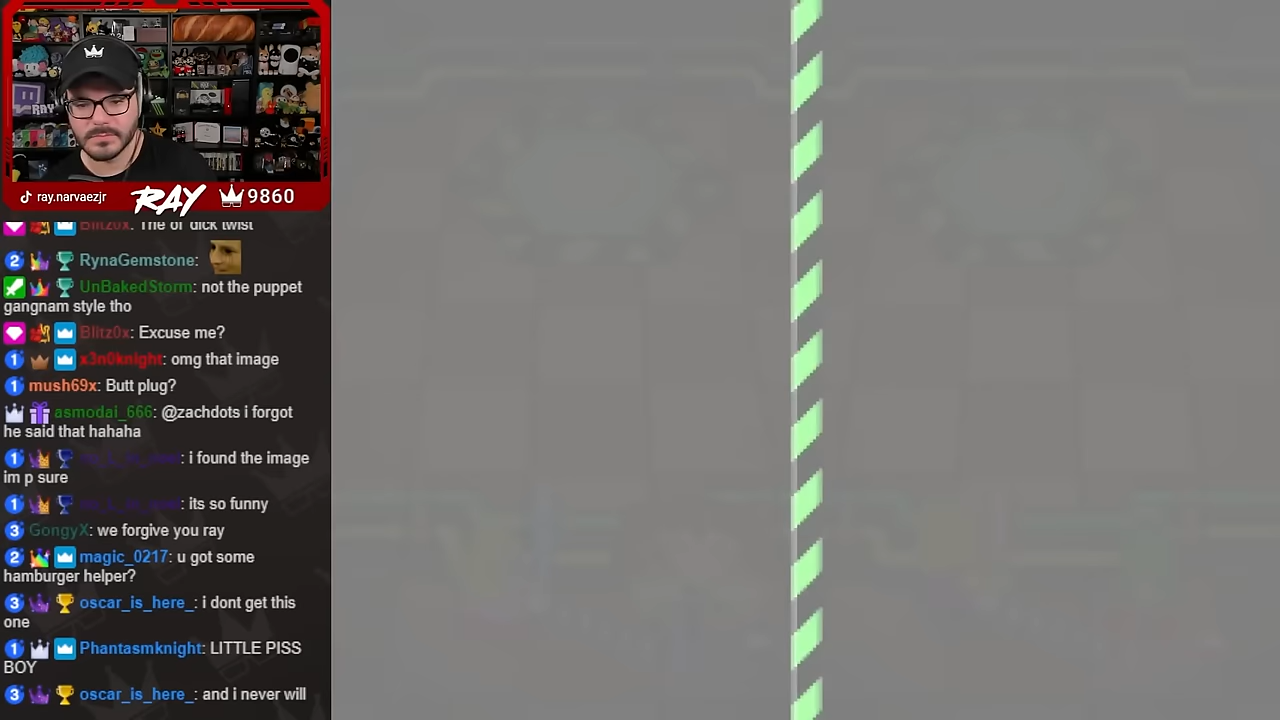 RAY
ray.narvaezjr RAY 9860
Blitz0x: The ol' dick twist
RynaGemstone:
UnBakedStorm: not the puppet
gangnam style tho
Blitz0x: Excuse me?
x3n0knight: omg that image
mush69x: Butt plug?
asmodai_666: @zachdots i forgot
he said that hahaha
: i found the image
im p sure
: its so funny
GongyX: we forgive you ray
magic_0217: u got some
hamburger helper?
oscar_is_here_: i dont get this
one
Phantasmknight: LITTLE PISS
BOY
oscar_is_here_: and i never will